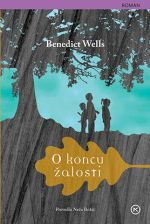 ROMAN
Benedict Wells
O koncu
žalosti
Prevedla Neža Božič